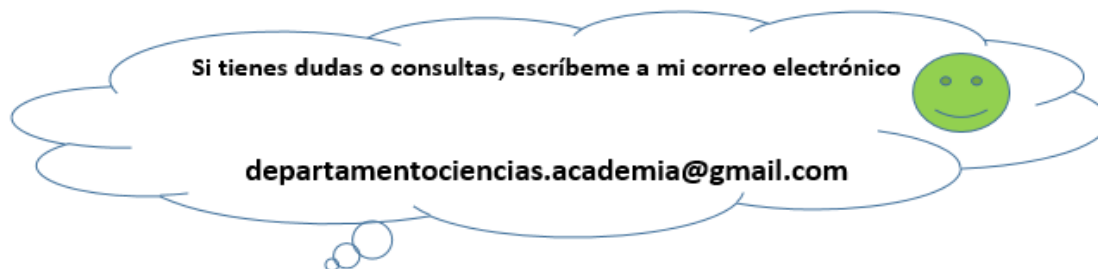 Si tienes dudas o consultas, escríbeme a mi correo electrónico
departamentociencias.academia@gmail.com